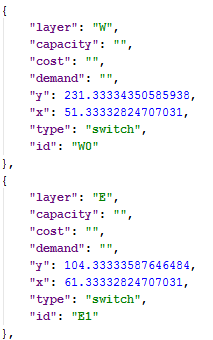 {
"layer": "W",
"capacity": "",
"cost": "",
"demand": "",
"y": 231.33334350585938,
"x": 51.33332824707031,
"type": "switch",
"id": "W0"
},
{
"layer": "E",
"capacity": "",
"cost": "",
"demand": "",
"y": 104.33333587646484,
"x": 61.33332824707031,
"type": "switch",
"id": "E1"
},